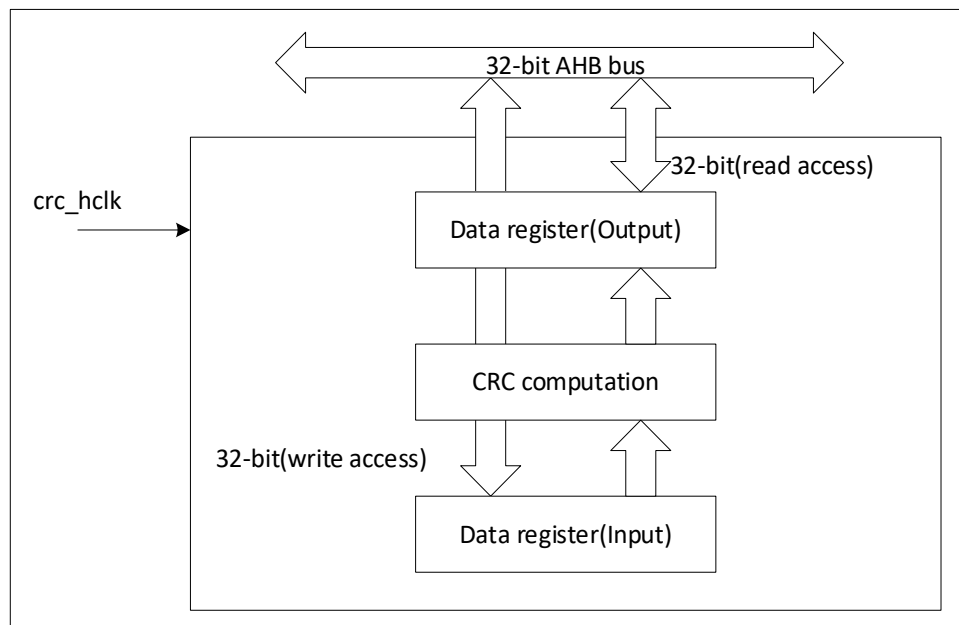 32-bit AHB bus
32-bit(read access)
crc_hclk
Data register(Output)
CRC computation
32-bit(write access)
Data register(Input)